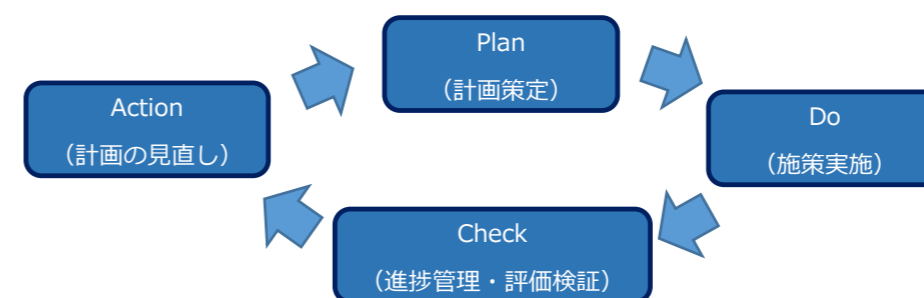 Plan
（計画策定）
Do
（施策実施）
Check
（進捗管理・評価検証）
Action
（計画の見直し）